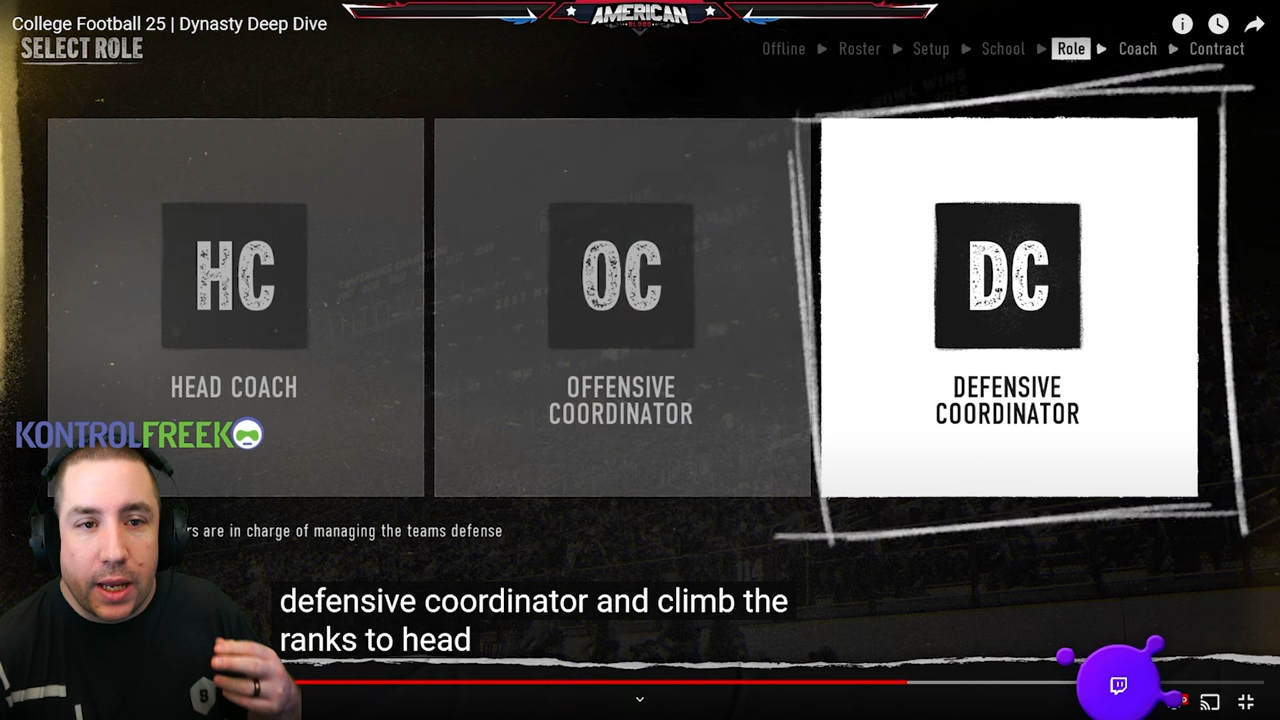 College Football 25 | Dynasty Deep Dive
AMERICAN
SELECT ROLE
Offline Roster Setup School Role Coach Contract
HC
OC
DC
HEAD COACH
OFFENSIVE
COORDINATOR
DEFENSIVE
COORDINATOR
KONTROLFREEK
rs are in charge of managing the teams defense
defensive coordinator and climb the
ranks to head